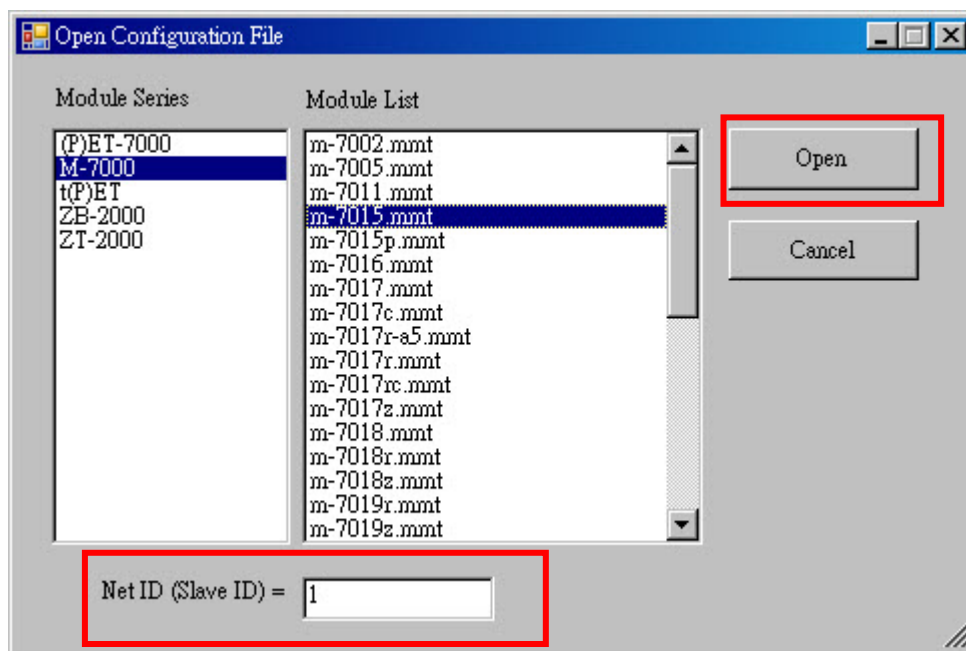 Open Configuration File
Module Series
Module List
(P)ET-7000
M-7000
t(P)ET
ZB-2000
ZT-2000
m-7002.mmt
m-7005.mmt
m-7011.mmt
m-7015.mmt
m-7015p.mmt
m-7016.mmt
m-7017.mmt
m-7017c.mmt
m-7017r-a5.mmt
m-7017r.mmt
m-7017rc.mmt
m-7017z.mmt
m-7018.mmt
m-7018r.mmt
m-7018z.mmt
m-7019r.mmt
m-7019z.mmt
Open
Cancel
Net ID (Slave ID) = 1